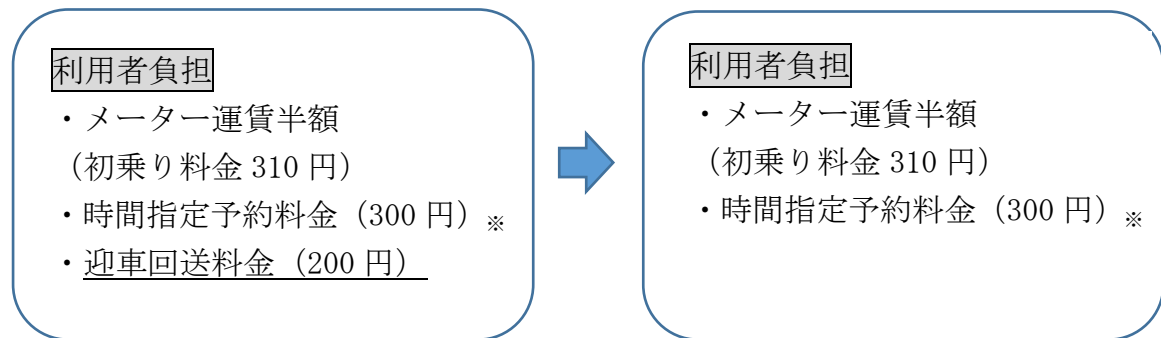 利用者負担
・メーター運賃半額
（初乗り料金 310 円）
・時間指定予約料金（300 円）※
・迎車回送料金（200 円）
利用者負担
・メーター運賃半額
（初乗り料金 310 円）
・時間指定予約料金（300 円）※